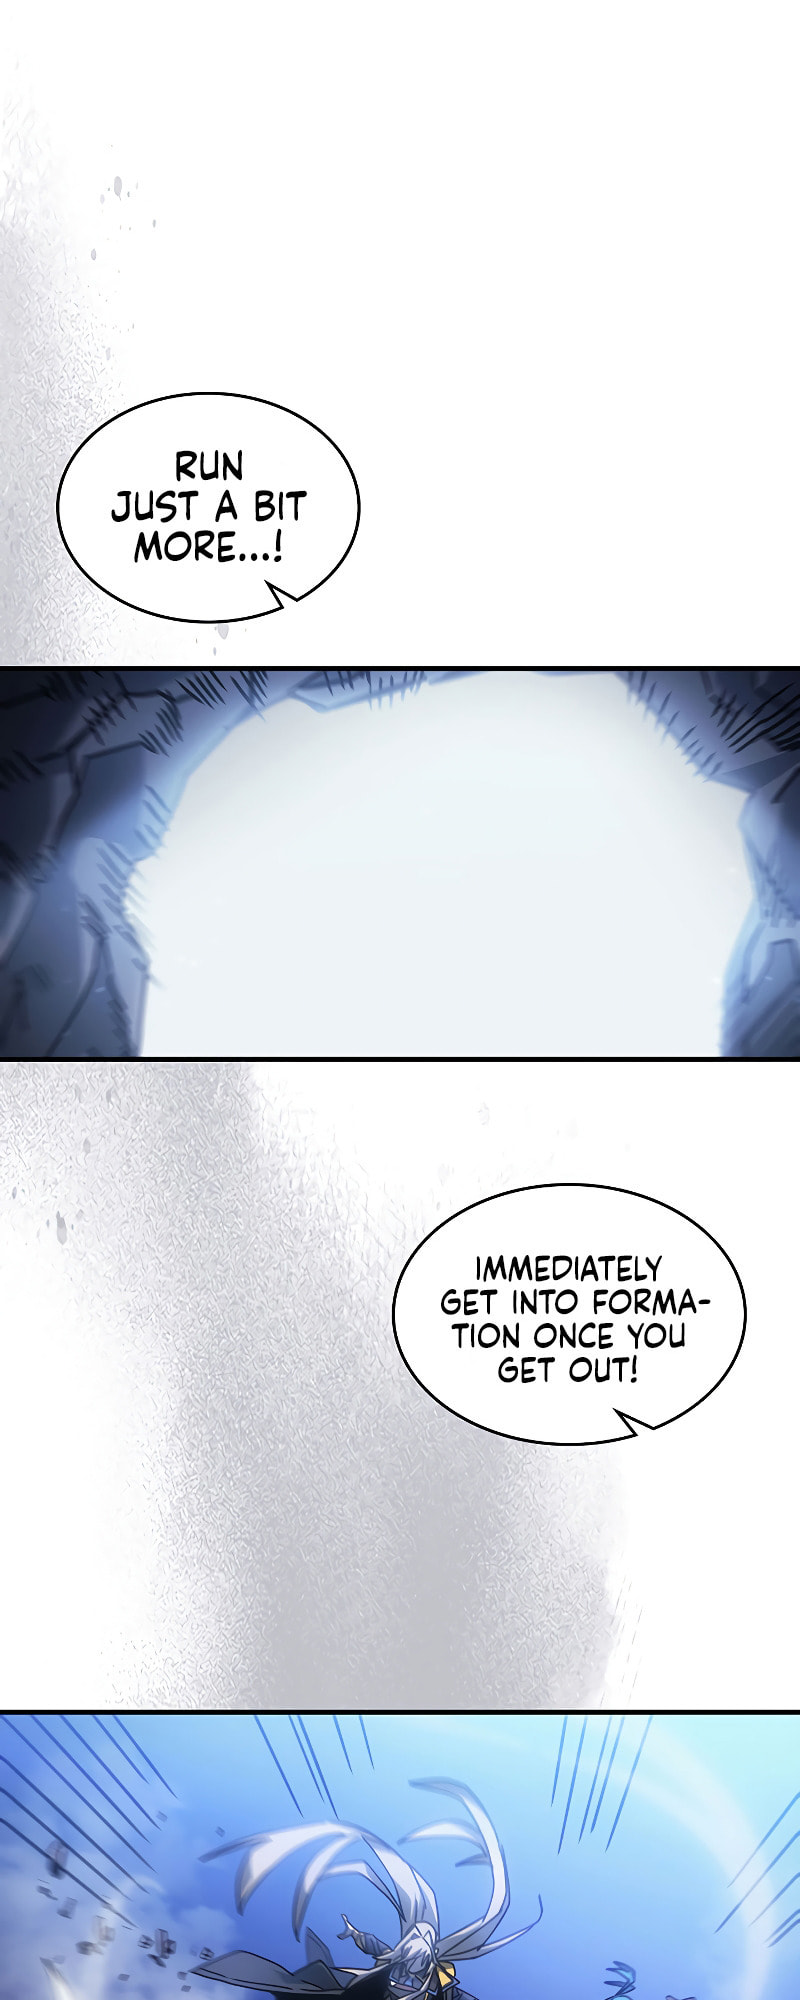 RUN
JUST A BIT
MORE...!
IMMEDIATELY
GET INTO FORMA-
TION ONCE YOU
GET OUT!